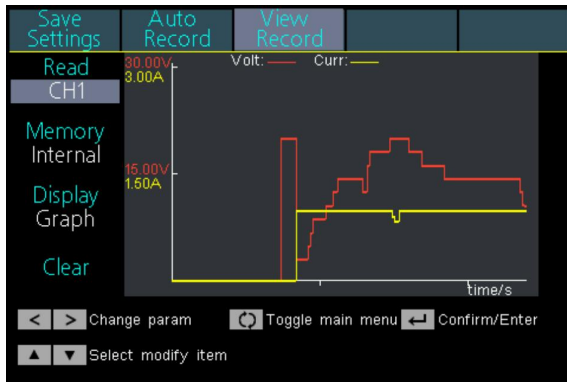 Save Settings
Auto Record
View Record
Read
CH1
Memory
Internal
Display
Graph
Clear
30.00V
3.00A
Volt:
Curr:
15.00V
1.50A
time/s
< > Change param
Toggle main menu
Confirm/Enter
▲ ▼ Select modify item